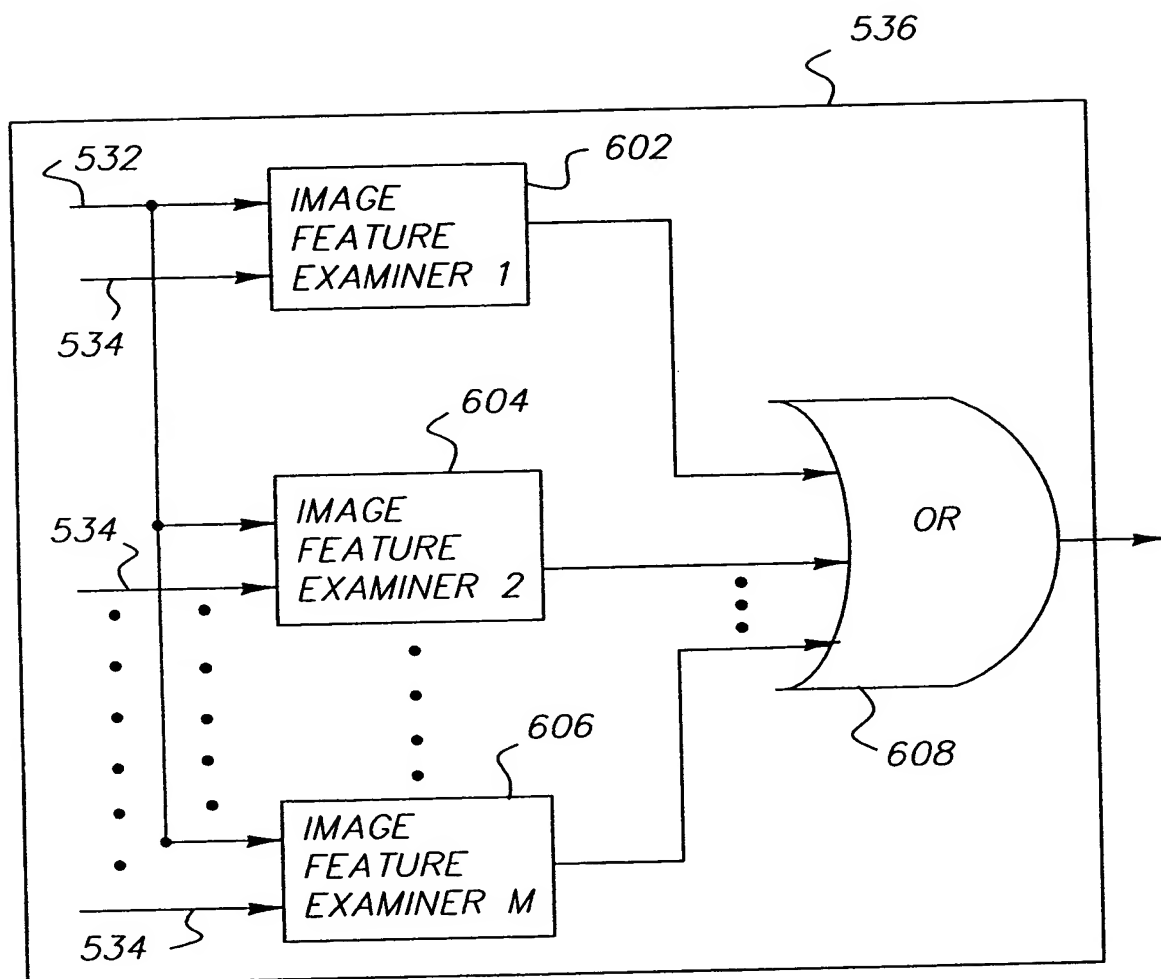 536
532
602
IMAGE
FEATURE
EXAMINER 1
534
604
534
IMAGE
FEATURE
EXAMINER 2
OR
608
606
IMAGE
FEATURE
EXAMINER M
534